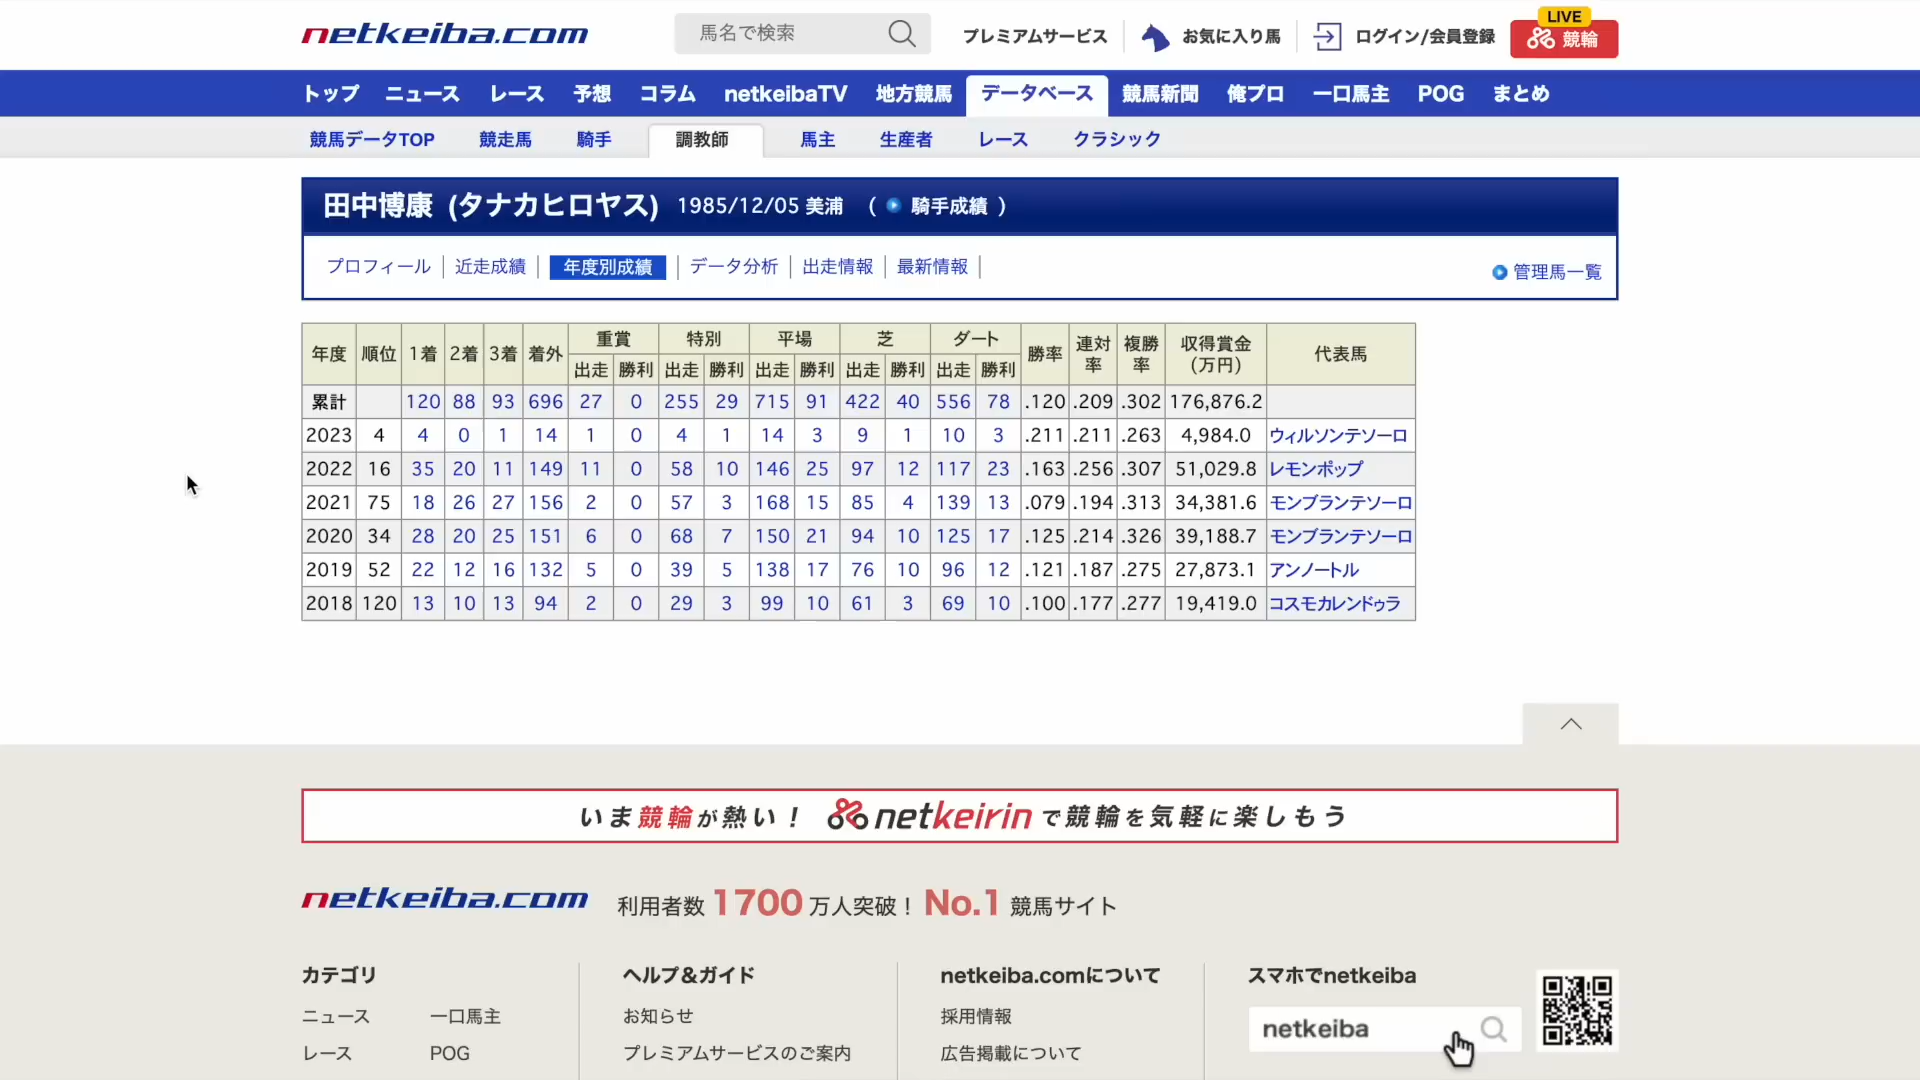 netkeiba.com 馬名で検索 プレミアムサービス お気に入り馬 ログイン/会員登録 LIVE 競輪
トップ ニュース レース 予想 コラム netkeibaTV 地方競馬 データベース 競馬新聞 俺プロ 一口馬主 POG まとめ
競馬データTOP 競走馬 騎手 調教師 馬主 生産者 レース クラシック
田中博康 (タナカヒロヤス) 1985/12/05 美浦 ( 騎手成績 )
プロフィール 近走成績 年度別成績 データ分析 出走情報 最新情報
管理馬一覧
年度 順位 1着 2着 3着 着外 重賞 特別 平場 芝 ダート 勝率 連対率 複勝率 収得賞金(万円) 代表馬
出走 勝利 出走 勝利 出走 勝利 出走 勝利 出走 勝利
累計 120 88 93 696 27 0 255 29 715 91 422 40 556 78 .120 .209 .302 176,876.2
2023 4 4 0 1 14 1 0 4 1 14 3 9 1 10 3 .211 .211 .263 4,984.0 ウィルソンテソーロ
2022 16 35 20 11 149 11 0 58 10 146 25 97 12 117 23 .163 .256 .307 51,029.8 レモンポップ
2021 75 18 26 27 156 2 0 57 3 168 15 85 4 139 13 .079 .194 .313 34,381.6 モンブランテソーロ
2020 34 28 20 25 151 6 0 68 7 150 21 94 10 125 17 .125 .214 .326 39,188.7 モンブランテソーロ
2019 52 22 12 16 132 5 0 39 5 138 17 76 10 96 12 .121 .187 .275 27,873.1 アンノートル
2018 120 13 10 13 94 2 0 29 3 99 10 61 3 69 10 .100 .177 .277 19,419.0 コスモカレンドゥラ
いま競輪が熱い! netkeirinで競輪を気軽に楽しもう
netkeiba.com 利用者数 1700 万人突破! No.1 競馬サイト
カテゴリ ヘルプ&ガイド netkeiba.comについて スマホでnetkeiba
ニュース 一口馬主 お知らせ 採用情報 netkeiba
レース POG プレミアムサービスのご案内 広告掲載について